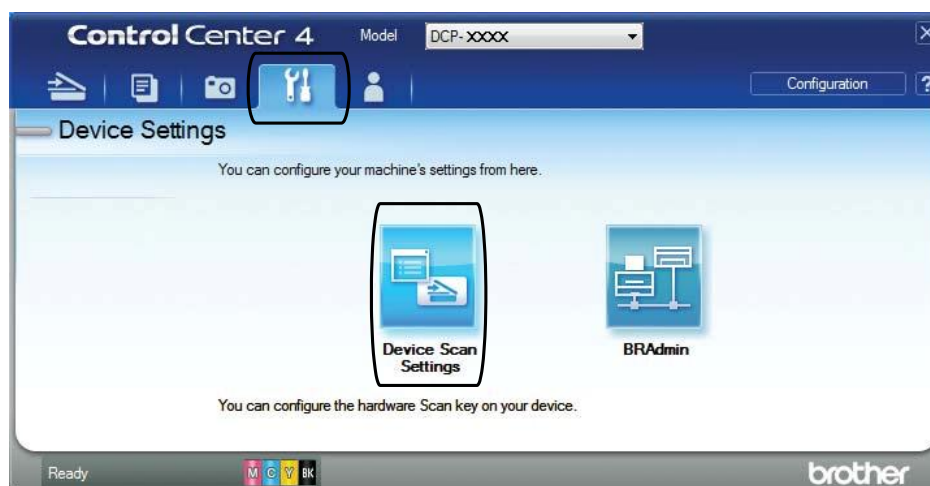 Control Center 4 Model DCP-XXXX
Configuration ?
Device Settings
You can configure your machine's settings from here.
Device Scan
Settings
BRAdmin
You can configure the hardware Scan key on your device.
Ready M C Y BK brother